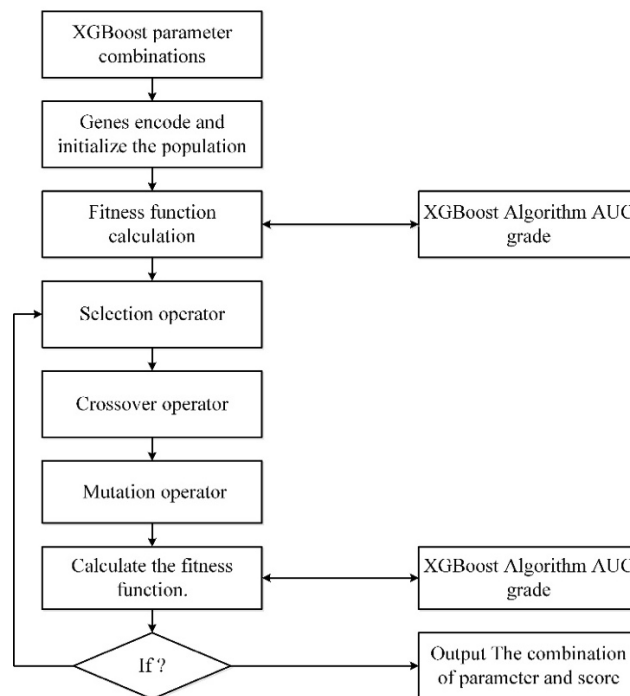 XGBoost parameter
combinations
Genes encode and
initialize the population
Fitness function
calculation
XGBoost Algorithm AUC
grade
Selection operator
Crossover operator
Mutation operator
Calculate the fitness
function.
XGBoost Algorithm AUC
grade
If ?
Output The combination
of parameter and score